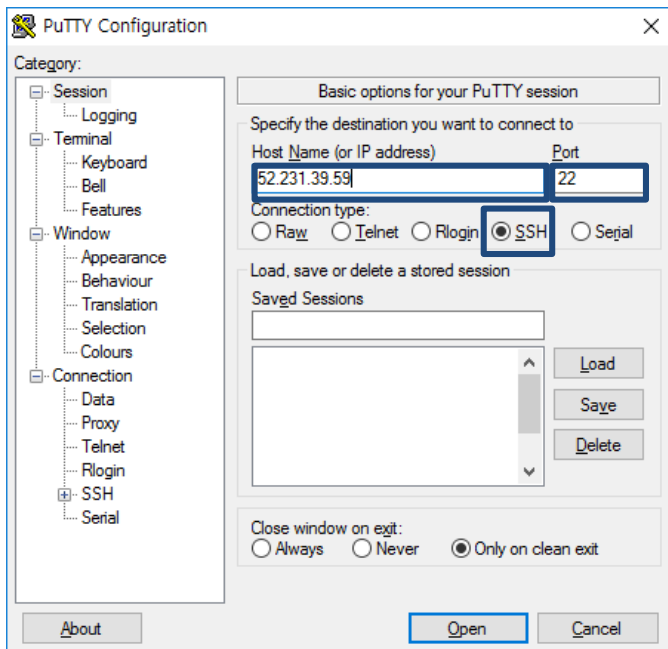 PuTTY Configuration
Category:
Session
Logging
Terminal
Keyboard
Bell
Features
Window
Appearance
Behaviour
Translation
Selection
Colours
Connection
Data
Proxy
Telnet
Rlogin
SSH
Serial
Basic options for your PuTTY session
Specify the destination you want to connect to
Host Name (or IP address) Port
52.231.39.59 22
Connection type:
Raw Telnet Rlogin SSH Serial
Load, save or delete a stored session
Saved Sessions
Load
Save
Delete
Close window on exit:
Always Never Only on clean exit
About Open Cancel